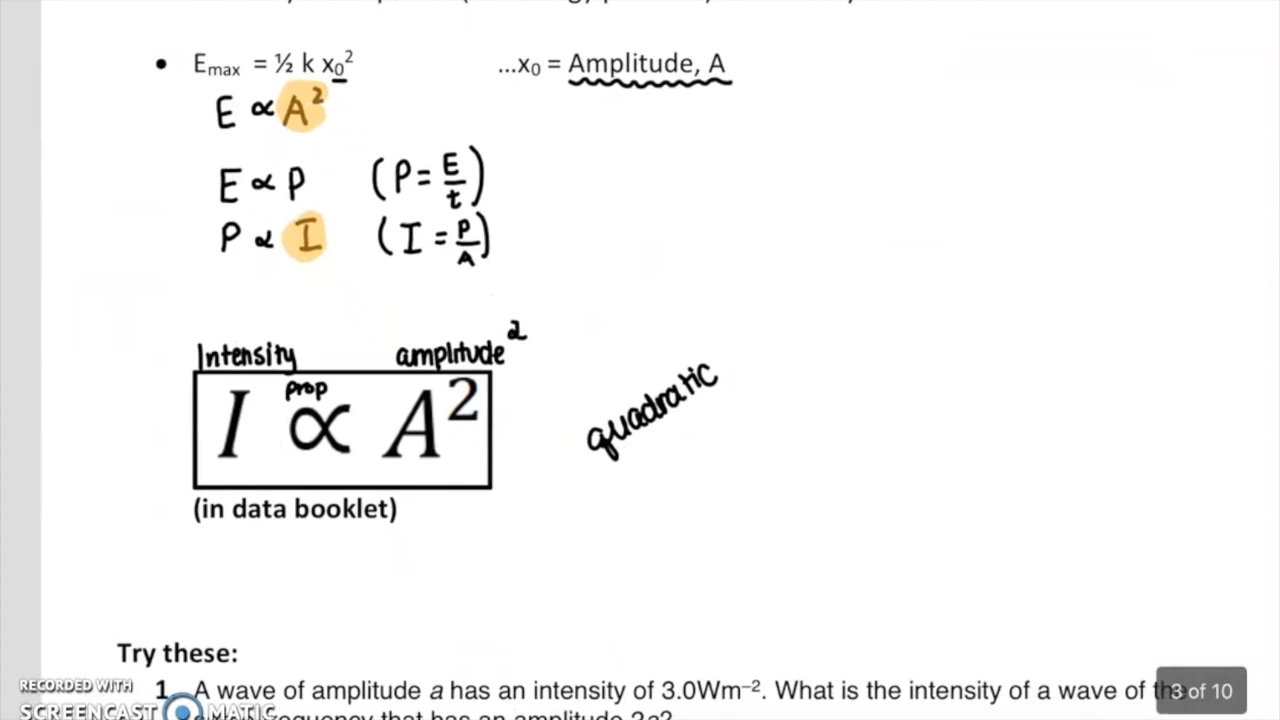 • Emax = ½ k x₀² ...x₀ = Amplitude, A
E ∝ A²
E ∝ P (P = E/t)
P ∝ I (I = P/A)
Intensity amplitude²
prop
I ∝ A²
quadratic
(in data booklet)
Try these:
1. A wave of amplitude a has an intensity of 3.0Wm⁻². What is the intensity of a wave of the
RECORDED WITH
SCREENCAST MATIC
3 of 10